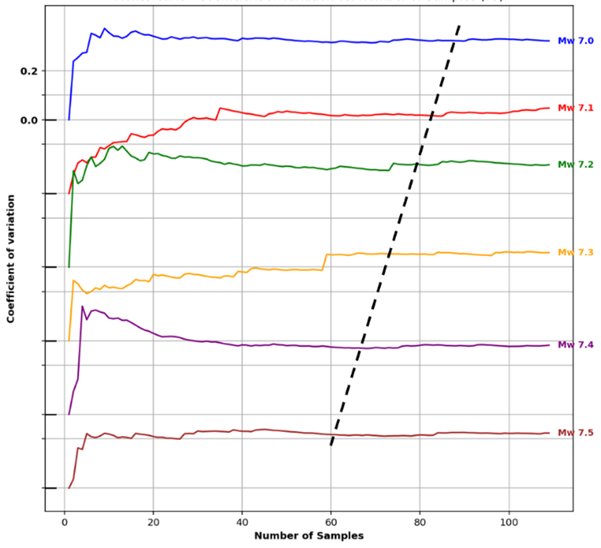 Mw 7.0
0.2
Mw 7.1
0.0
Mw 7.2
Coefficient of variation
Mw 7.3
Mw 7.4
Mw 7.5
0 20 40 60 80 100
Number of Samples